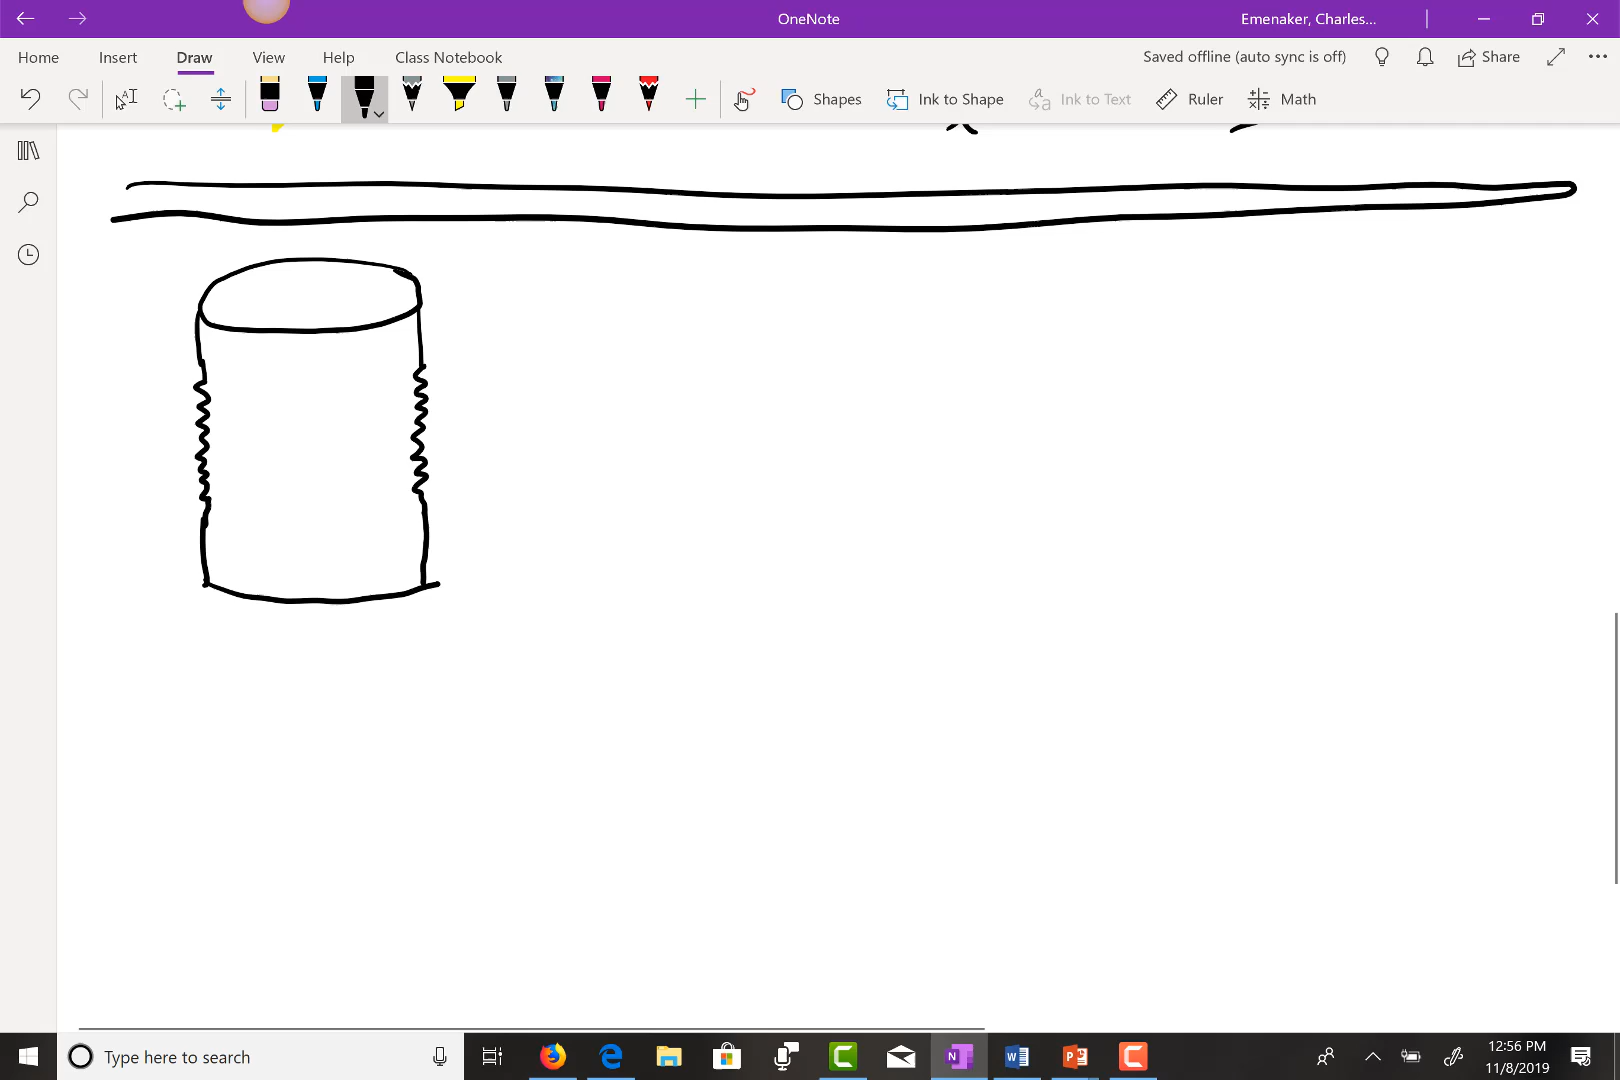 OneNote
Emenaker, Charles...
Home
Insert
Draw
View
Help
Class Notebook
Saved offline (auto sync is off)
Share
Shapes
Ink to Shape
Ink to Text
Ruler
Math
Type here to search
12:56 PM
11/8/2019